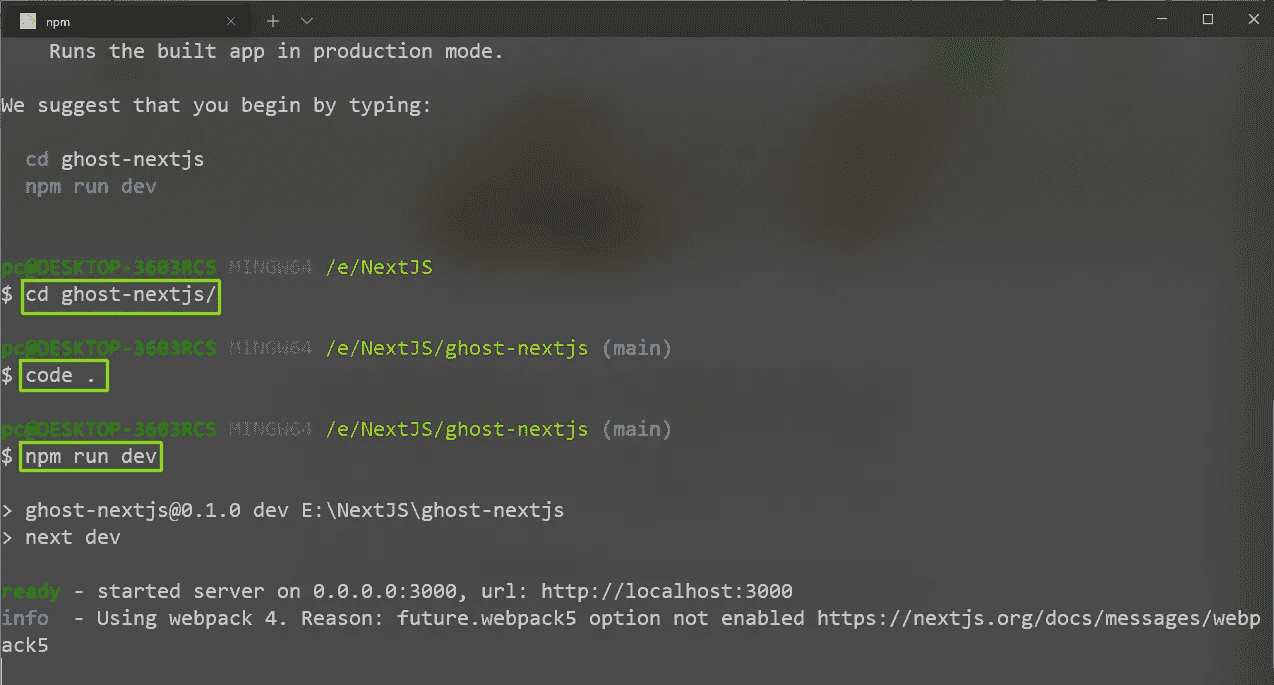 npm
Runs the built app in production mode.
We suggest that you begin by typing:
cd ghost-nextjs
npm run dev
pc@DESKTOP-3603RCS MINGW64 /e/NextJS
$ cd ghost-nextjs/
pc@DESKTOP-3603RCS MINGW64 /e/NextJS/ghost-nextjs (main)
$ code .
pc@DESKTOP-3603RCS MINGW64 /e/NextJS/ghost-nextjs (main)
$ npm run dev
> ghost-nextjs@0.1.0 dev E:\NextJS\ghost-nextjs
> next dev
ready - started server on 0.0.0.0:3000, url: http://localhost:3000
info  - Using webpack 4. Reason: future.webpack5 option not enabled https://nextjs.org/docs/messages/webp
ack5